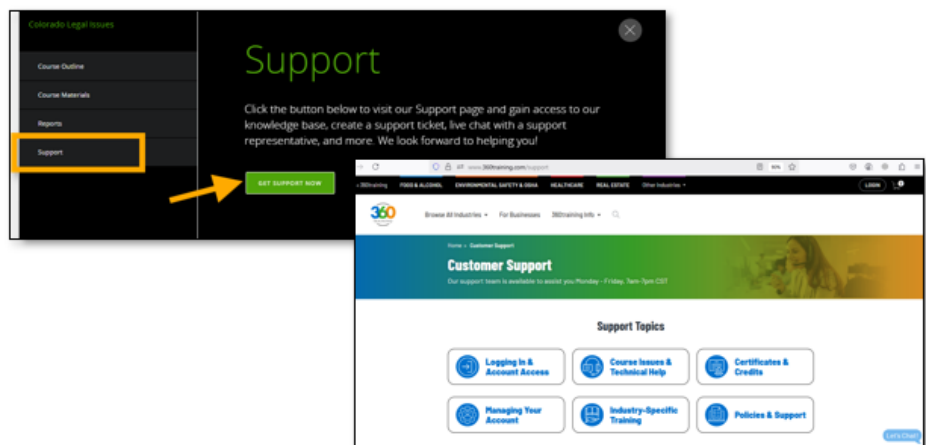 Colorado Legal Issues
Course Outline
Course Materials
Reports
Support
Support
Click the button below to visit our Support page and gain access to our
knowledge base, create a support ticket, live chat with a support
representative, and more. We look forward to helping you!
GET SUPPORT NOW
www.360training.com/support
90%
360training FOOD & ALCOHOL ENVIRONMENTAL SAFETY & OSHA HEALTHCARE REAL ESTATE Other Industries
LOGIN
0
360
Browse All Industries For Businesses 360training Info
Home > Customer Support
Customer Support
Our support team is available to assist you Monday - Friday, 7am-7pm CST
Support Topics
Logging In &
Account Access
Course Issues &
Technical Help
Certificates &
Credits
Managing Your
Account
Industry-Specific
Training
Policies & Support
Let's Chat!